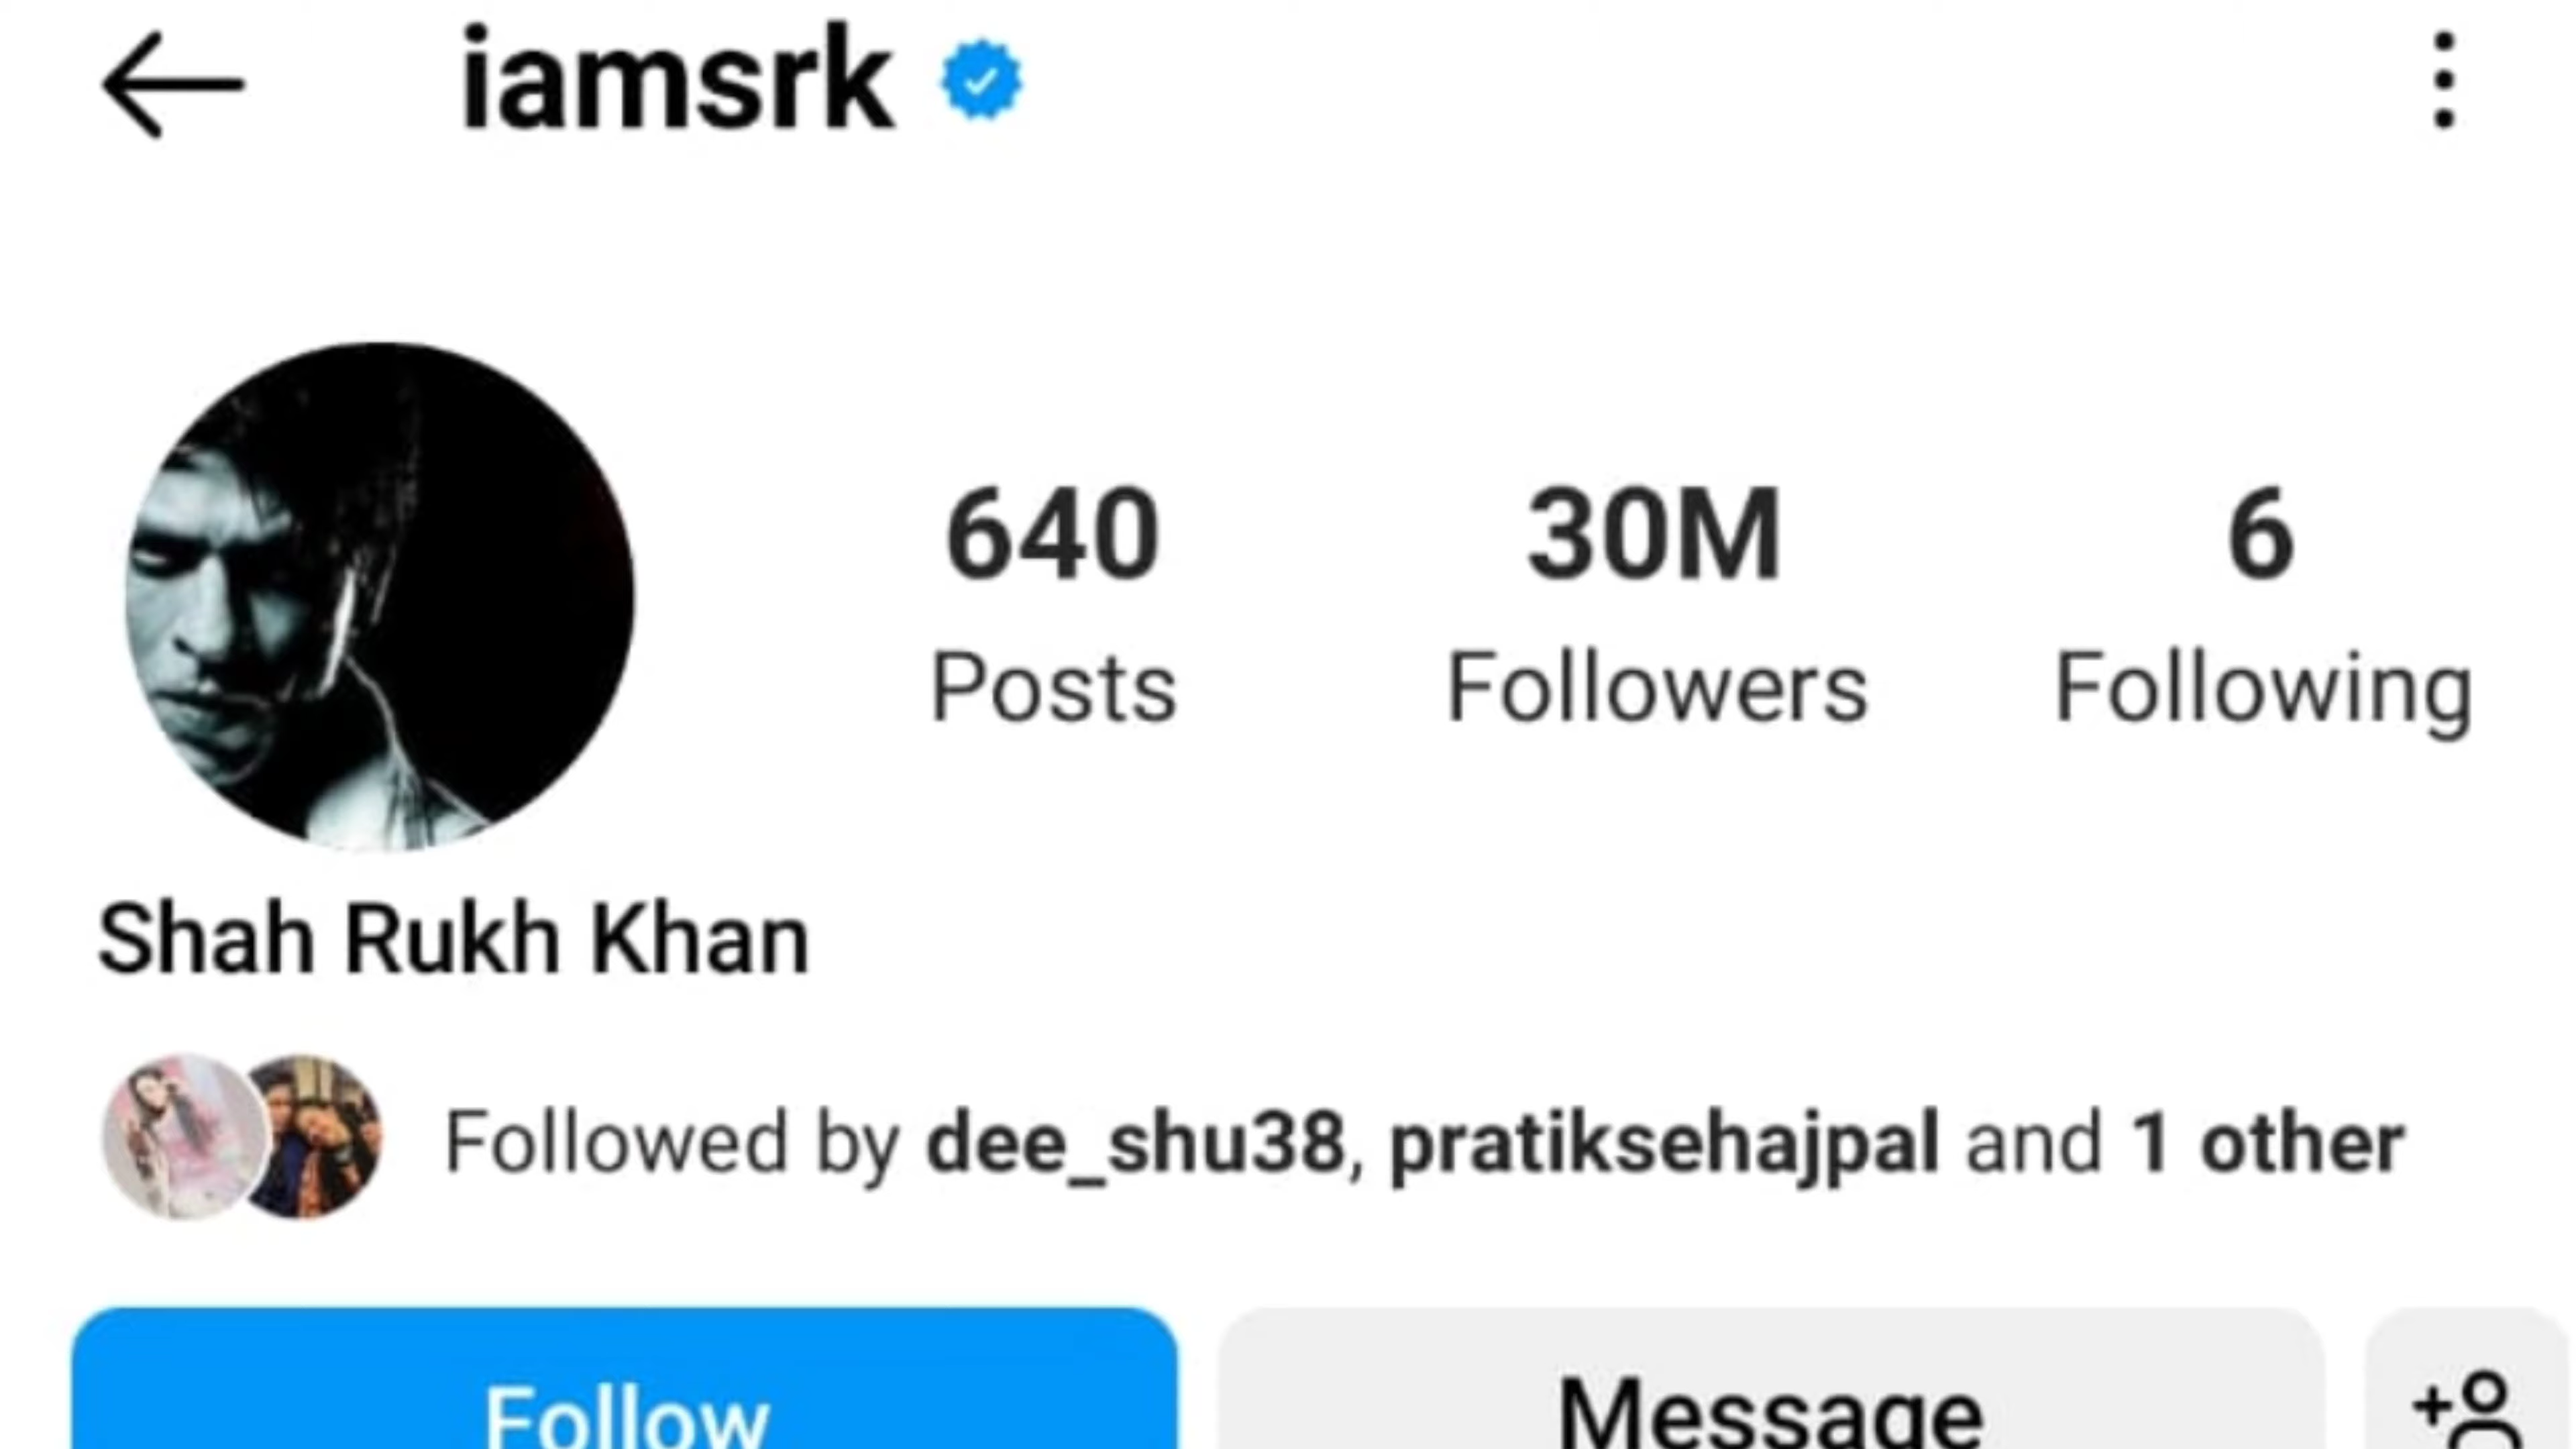 iamsrk
640 30M 6
Posts Followers Following
Shah Rukh Khan
Followed by dee_shu38, pratiksehajpal and 1 other
Follow Message